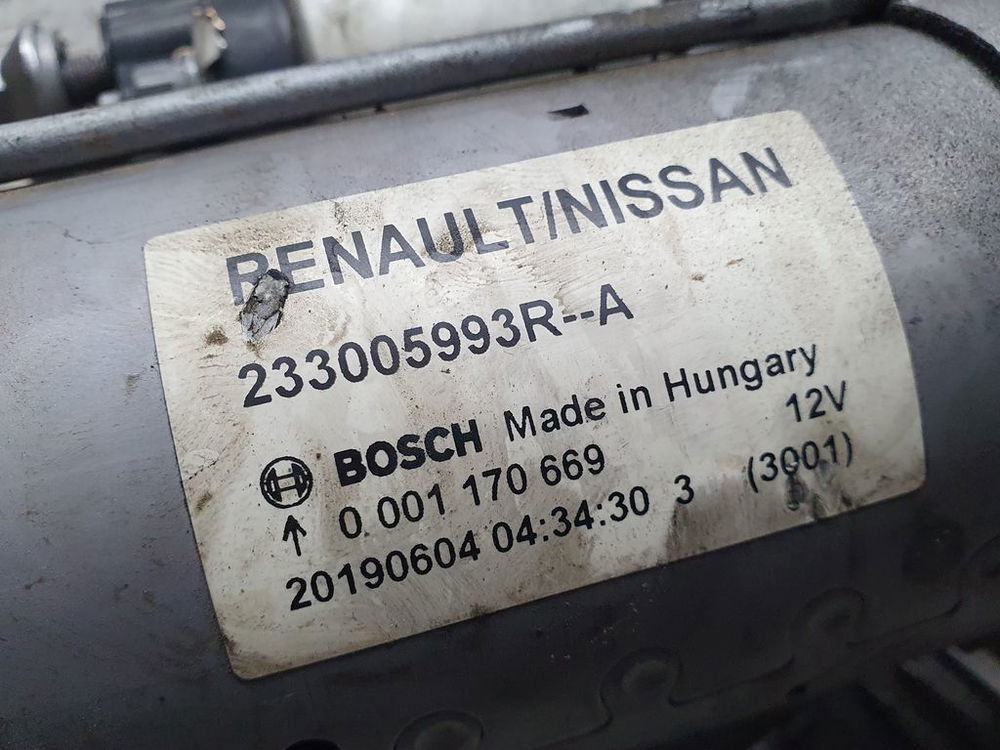 RENAULT/NISSAN
233005993R--A
BOSCH Made in Hungary
0 001 170 669 12V
20190604 04:34:30 3 (3001)